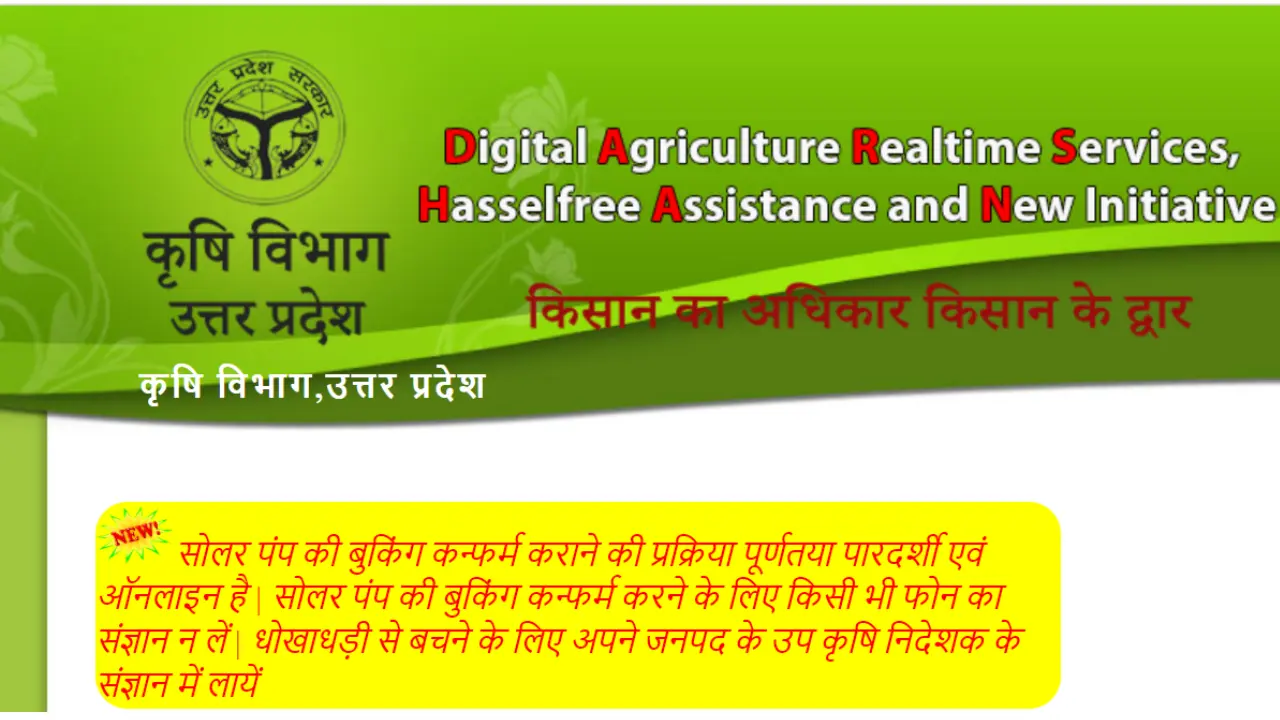 उत्तर प्रदेश सरकार
Digital Agriculture Realtime Services,
Hasselfree Assistance and New Initiative
कृषि विभाग
उत्तर प्रदेश
किसान का अधिकार किसान के द्वार
कृषि विभाग,उत्तर प्रदेश
NEW!
सोलर पंप की बुकिंग कन्फर्म कराने की प्रक्रिया पूर्णतया पारदर्शी एवं
ऑनलाइन है| सोलर पंप की बुकिंग कन्फर्म करने के लिए किसी भी फोन का
संज्ञान न लें| धोखाधड़ी से बचने के लिए अपने जनपद के उप कृषि निदेशक के
संज्ञान में लायें